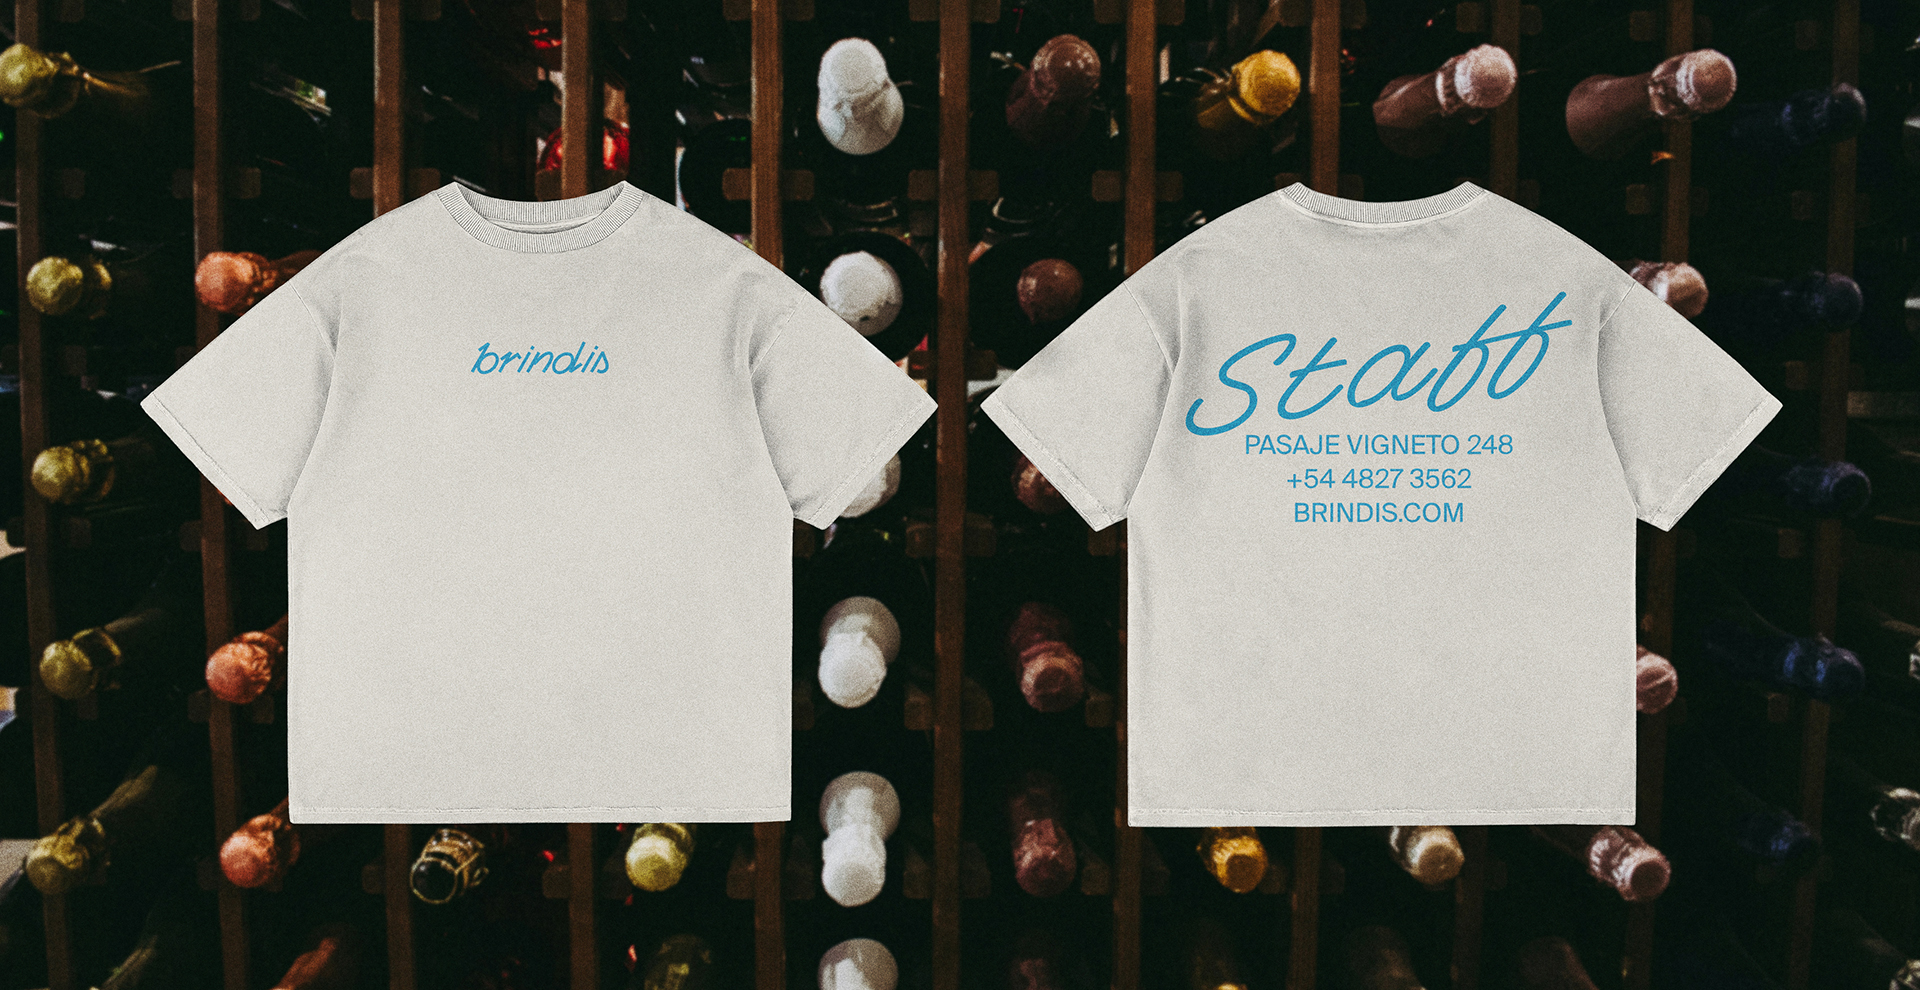 brindis
Staff
PASAJE VIGNETO 248
+54 4827 3562
BRINDIS.COM